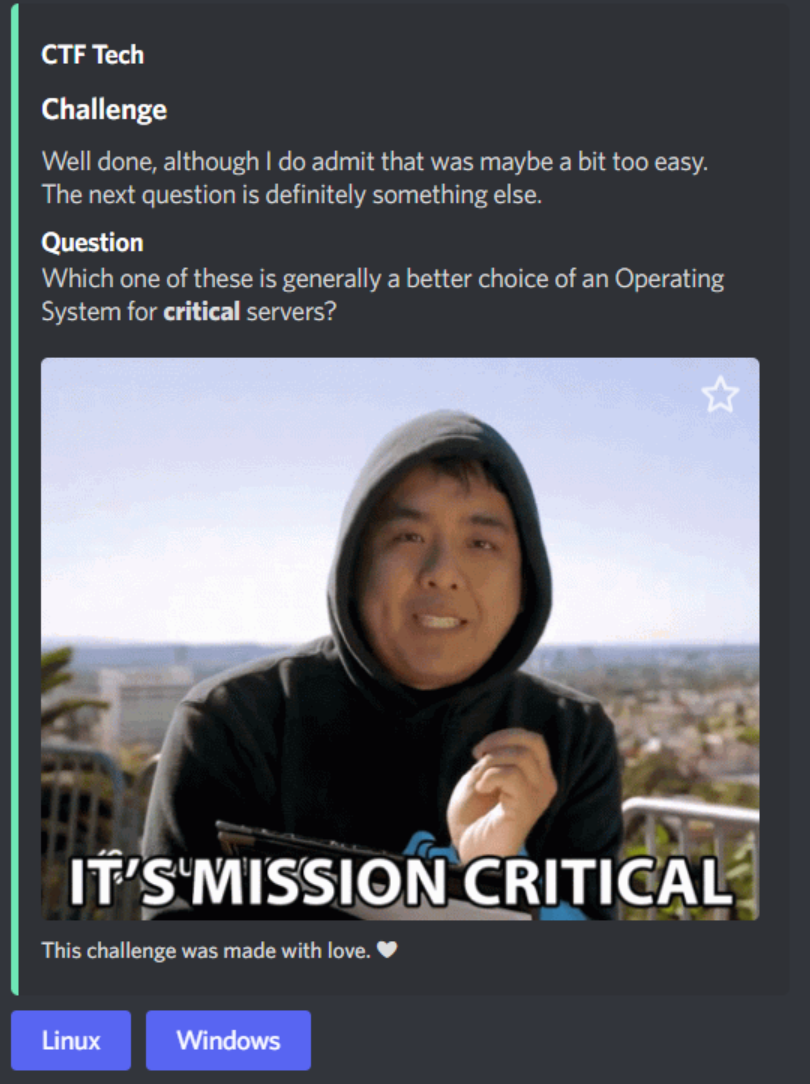 CTF Tech
Challenge
Well done, although I do admit that was maybe a bit too easy.
The next question is definitely something else.
Question
Which one of these is generally a better choice of an Operating
System for critical servers?
IT'S MISSION CRITICAL
This challenge was made with love. 🤍
Linux
Windows